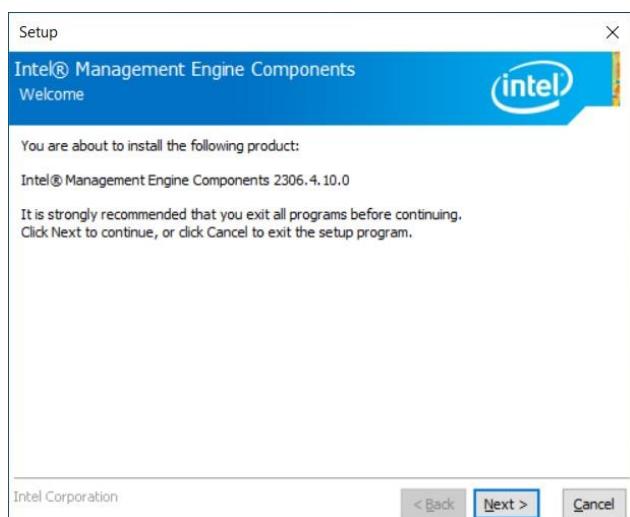 Setup
Intel® Management Engine Components
Welcome
intel
You are about to install the following product:
Intel® Management Engine Components 2306.4.10.0
It is strongly recommended that you exit all programs before continuing.
Click Next to continue, or click Cancel to exit the setup program.
Intel Corporation
< Back Next > Cancel